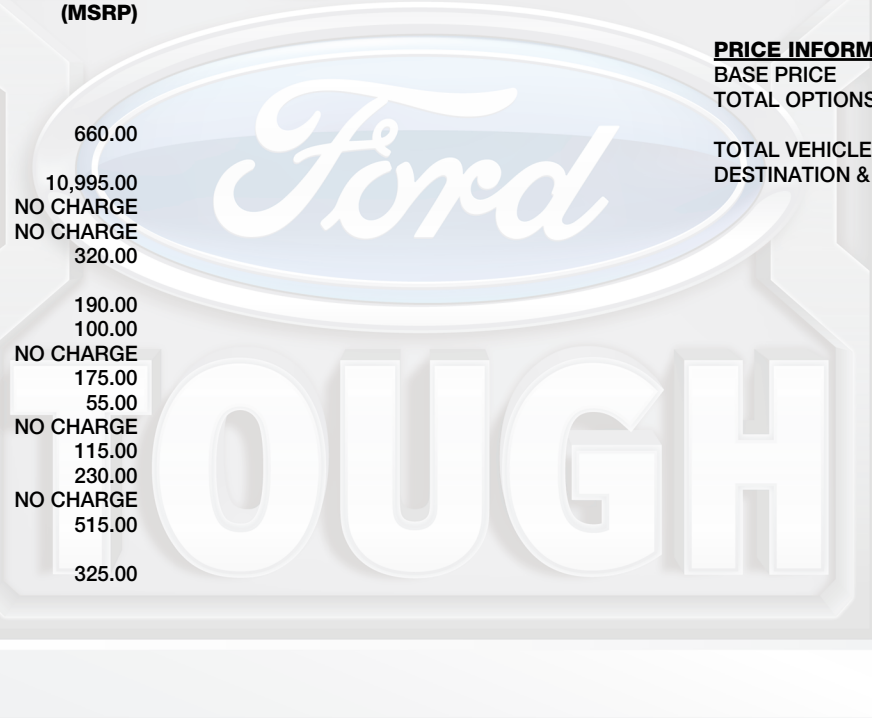 (MSRP)
660.00
10,995.00
NO CHARGE
NO CHARGE
320.00
190.00
100.00
NO CHARGE
175.00
55.00
NO CHARGE
115.00
230.00
NO CHARGE
515.00
325.00
PRICE INFORM
BASE PRICE
TOTAL OPTIONS
TOTAL VEHICLE
DESTINATION &
Ford
TOUGH